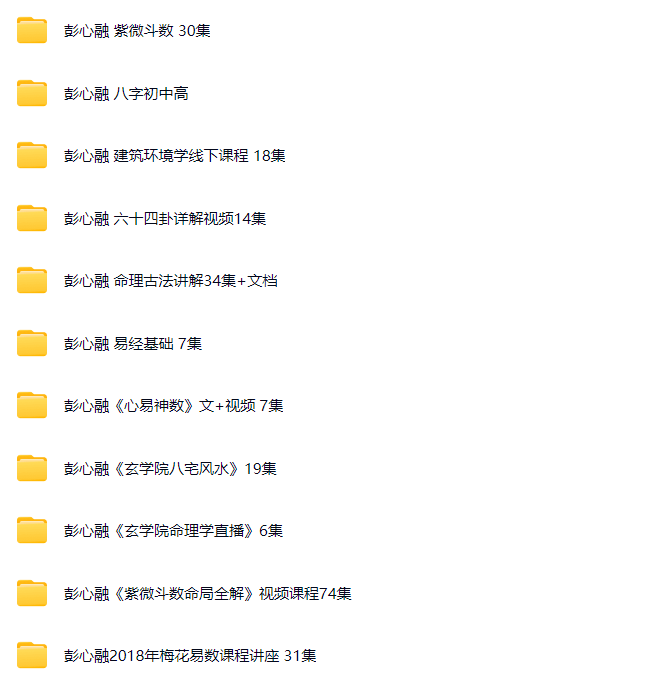 彭心融 紫微斗数 30集
彭心融 八字初中高
彭心融 建筑环境学线下课程 18集
彭心融 六十四卦详解视频14集
彭心融 命理古法讲解34集+文档
彭心融 易经基础 7集
彭心融《心易神数》文+视频 7集
彭心融《玄学院八宅风水》19集
彭心融《玄学院命理学直播》6集
彭心融《紫微斗数命局全解》视频课程74集
彭心融2018年梅花易数课程讲座 31集